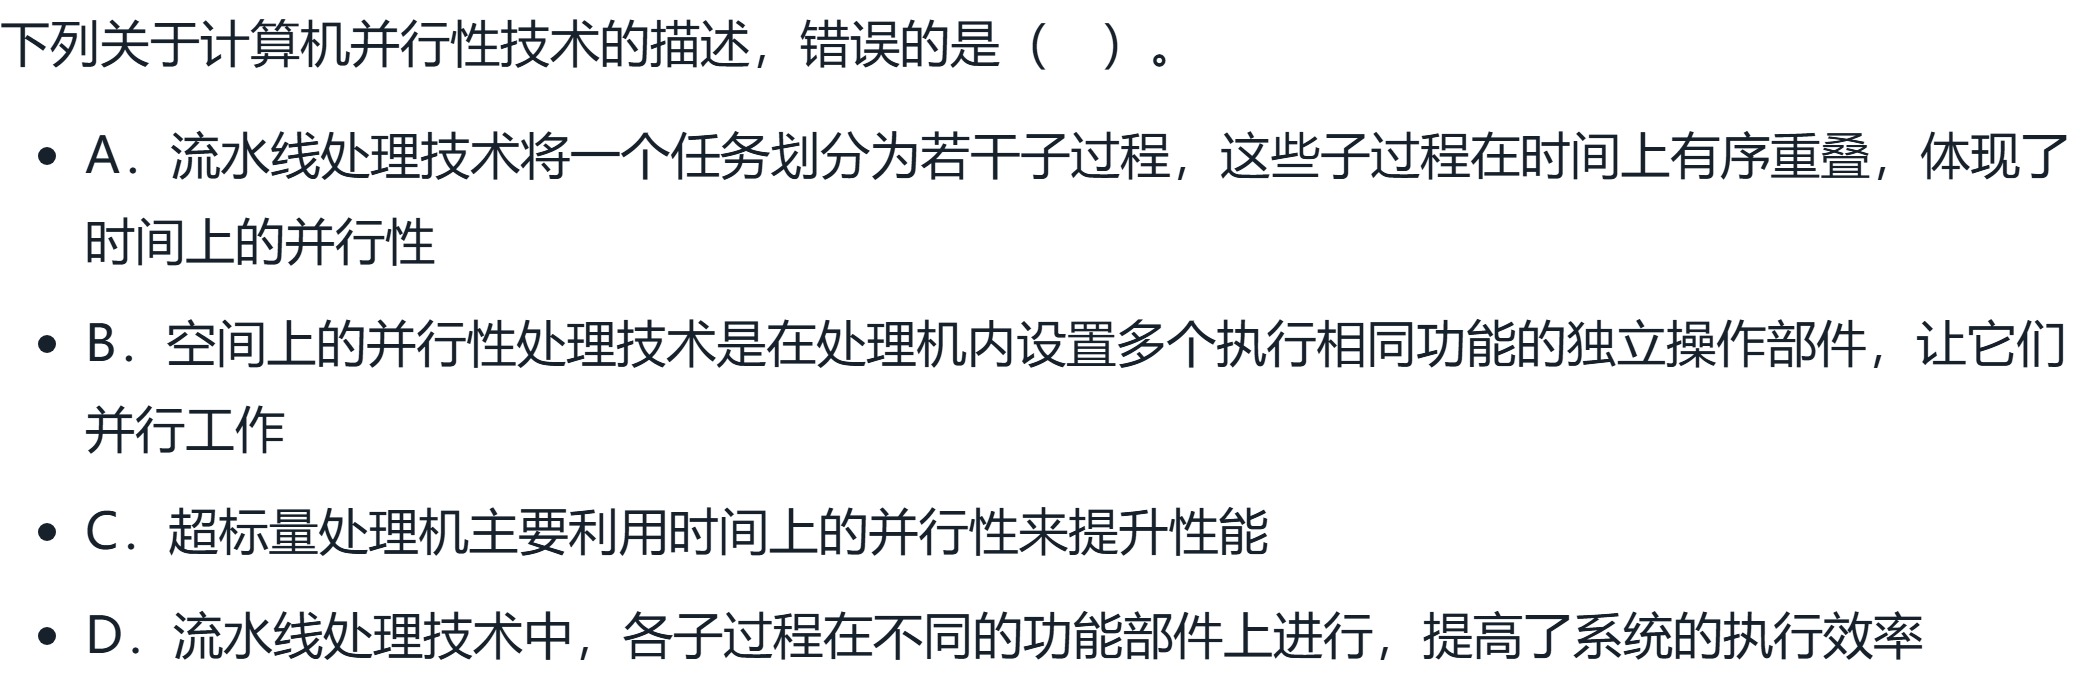 下列关于计算机并行性技术的描述，错误的是（　）。
• A．流水线处理技术将一个任务划分为若干子过程，这些子过程在时间上有序重叠，体现了
时间上的并行性
• B．空间上的并行性处理技术是在处理机内设置多个执行相同功能的独立操作部件，让它们
并行工作
• C．超标量处理机主要利用时间上的并行性来提升性能
• D．流水线处理技术中，各子过程在不同的功能部件上进行，提高了系统的执行效率